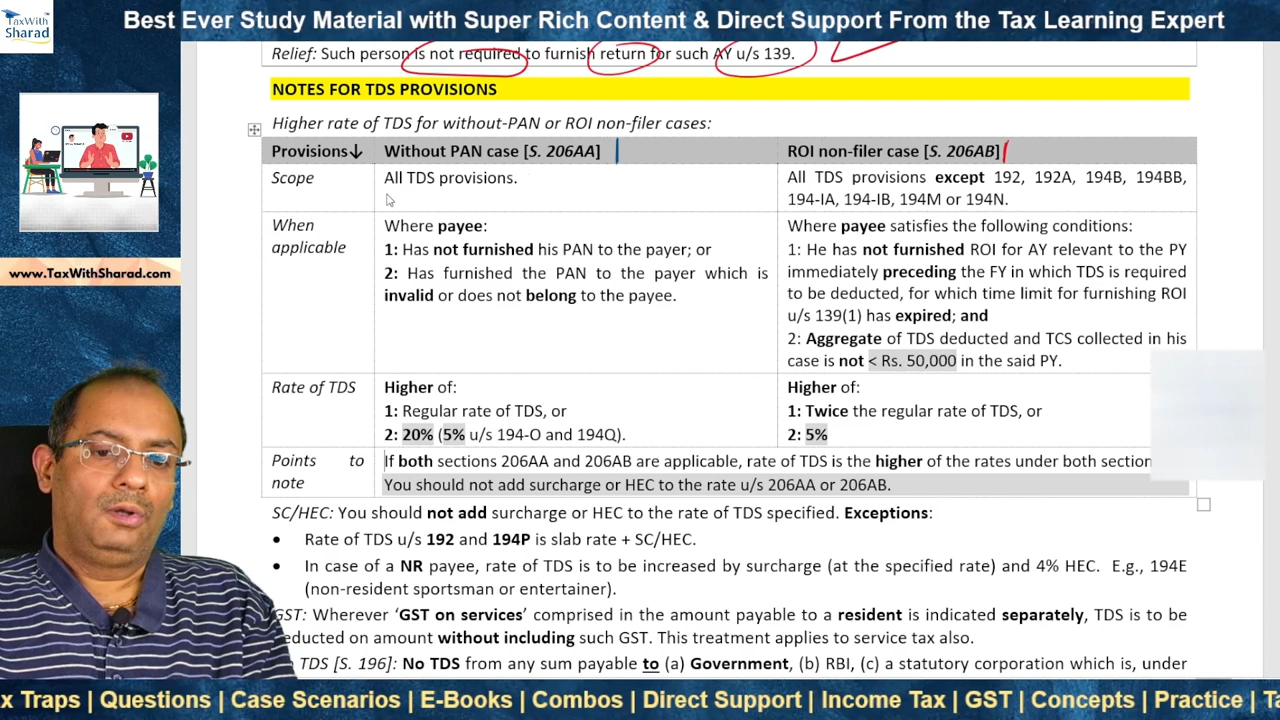 Best Ever Study Material with Super Rich Content & Direct Support From the Tax Learning Expert
TaxWith
Sharad
Relief: Such person is not required to furnish return for such AY u/s 139.
NOTES FOR TDS PROVISIONS
Higher rate of TDS for without-PAN or ROI non-filer cases:
Provisions↓ Without PAN case [S. 206AA] ROI non-filer case [S. 206AB]
Scope
All TDS provisions.
All TDS provisions except 192, 192A, 194B, 194BB,
194-IA, 194-IB, 194M or 194N.
When
applicable
Where payee:
1: Has not furnished his PAN to the payer; or
2: Has furnished the PAN to the payer which is
invalid or does not belong to the payee.
Where payee satisfies the following conditions:
1: He has not furnished ROI for AY relevant to the PY
immediately preceding the FY in which TDS is required
to be deducted, for which time limit for furnishing ROI
u/s 139(1) has expired; and
2: Aggregate of TDS deducted and TCS collected in his
case is not < Rs. 50,000 in the said PY.
Rate of TDS
Higher of:
1: Regular rate of TDS, or
2: 20% (5% u/s 194-O and 194Q).
Higher of:
1: Twice the regular rate of TDS, or
2: 5%
Points to
note
If both sections 206AA and 206AB are applicable, rate of TDS is the higher of the rates under both section
You should not add surcharge or HEC to the rate u/s 206AA or 206AB.
SC/HEC: You should not add surcharge or HEC to the rate of TDS specified. Exceptions:
• Rate of TDS u/s 192 and 194P is slab rate + SC/HEC.
• In case of a NR payee, rate of TDS is to be increased by surcharge (at the specified rate) and 4% HEC. E.g., 194E
(non-resident sportsman or entertainer).
GST: Wherever ‘GST on services’ comprised in the amount payable to a resident is indicated separately, TDS is to be
deducted on amount without including such GST. This treatment applies to service tax also.
TDS [S. 196]: No TDS from any sum payable to (a) Government, (b) RBI, (c) a statutory corporation which is, under
www.TaxWithSharad.com
x Traps | Questions | Case Scenarios | E-Books | Combos | Direct Support | Income Tax | GST | Concepts | Practice | Ta